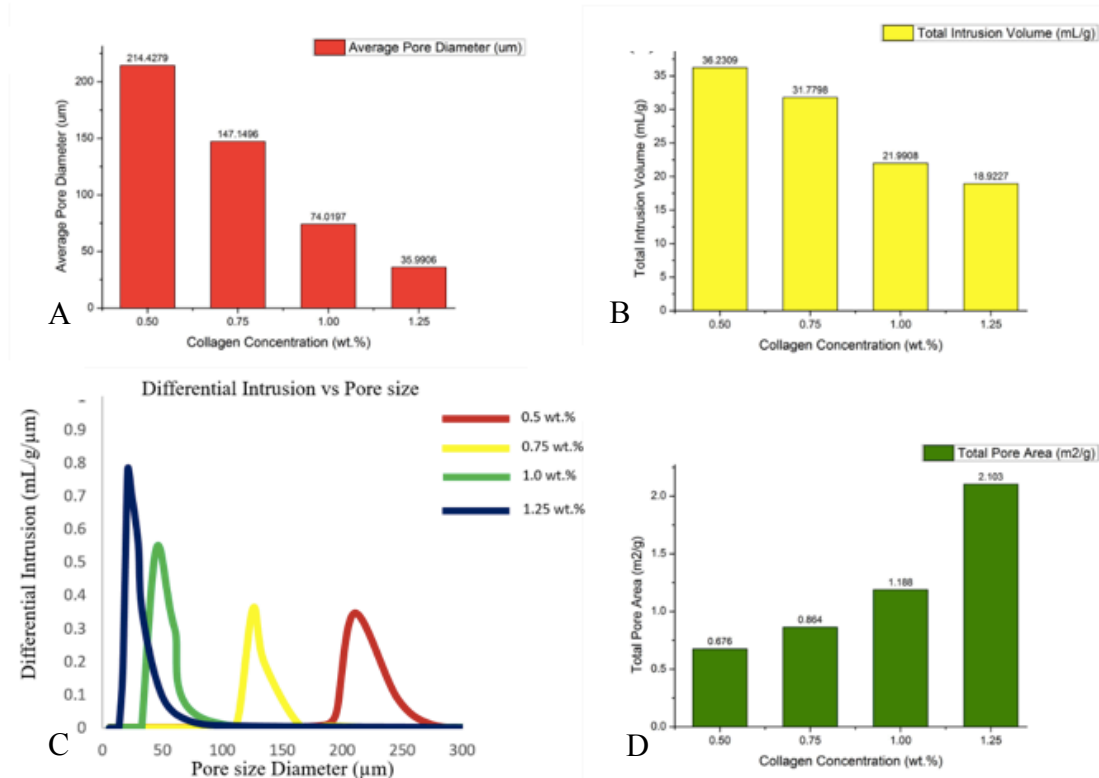 Average Pore Diameter (um)
Average Pore Diameter (um)
200
150
100
50
0
214.4279
147.1496
74.0197
35.9906
0.50 0.75 1.00 1.25
Collagen Concentration (wt.%)
A
Total Intrusion Volume (mL/g)
Total Intrusion Volume (mL/g)
35
30
25
20
15
10
5
0
36.2309
31.7798
21.9908
18.9227
0.50 0.75 1.00 1.25
Collagen Concentration (wt.%)
B
Differential Intrusion vs Pore size
Differential Intrusion (mL/g/µm)
0.9
0.8
0.7
0.6
0.5
0.4
0.3
0.2
0.1
0
0.5 wt.%
0.75 wt.%
1.0 wt.%
1.25 wt.%
0 50 100 150 200 250 300
Pore size Diameter (µm)
C
Total Pore Area (m2/g)
Total Pore Area (m2/g)
2.0
1.5
1.0
0.5
0.0
0.676
0.864
1.188
2.103
0.50 0.75 1.00 1.25
Collagen Concentration (wt.%)
D